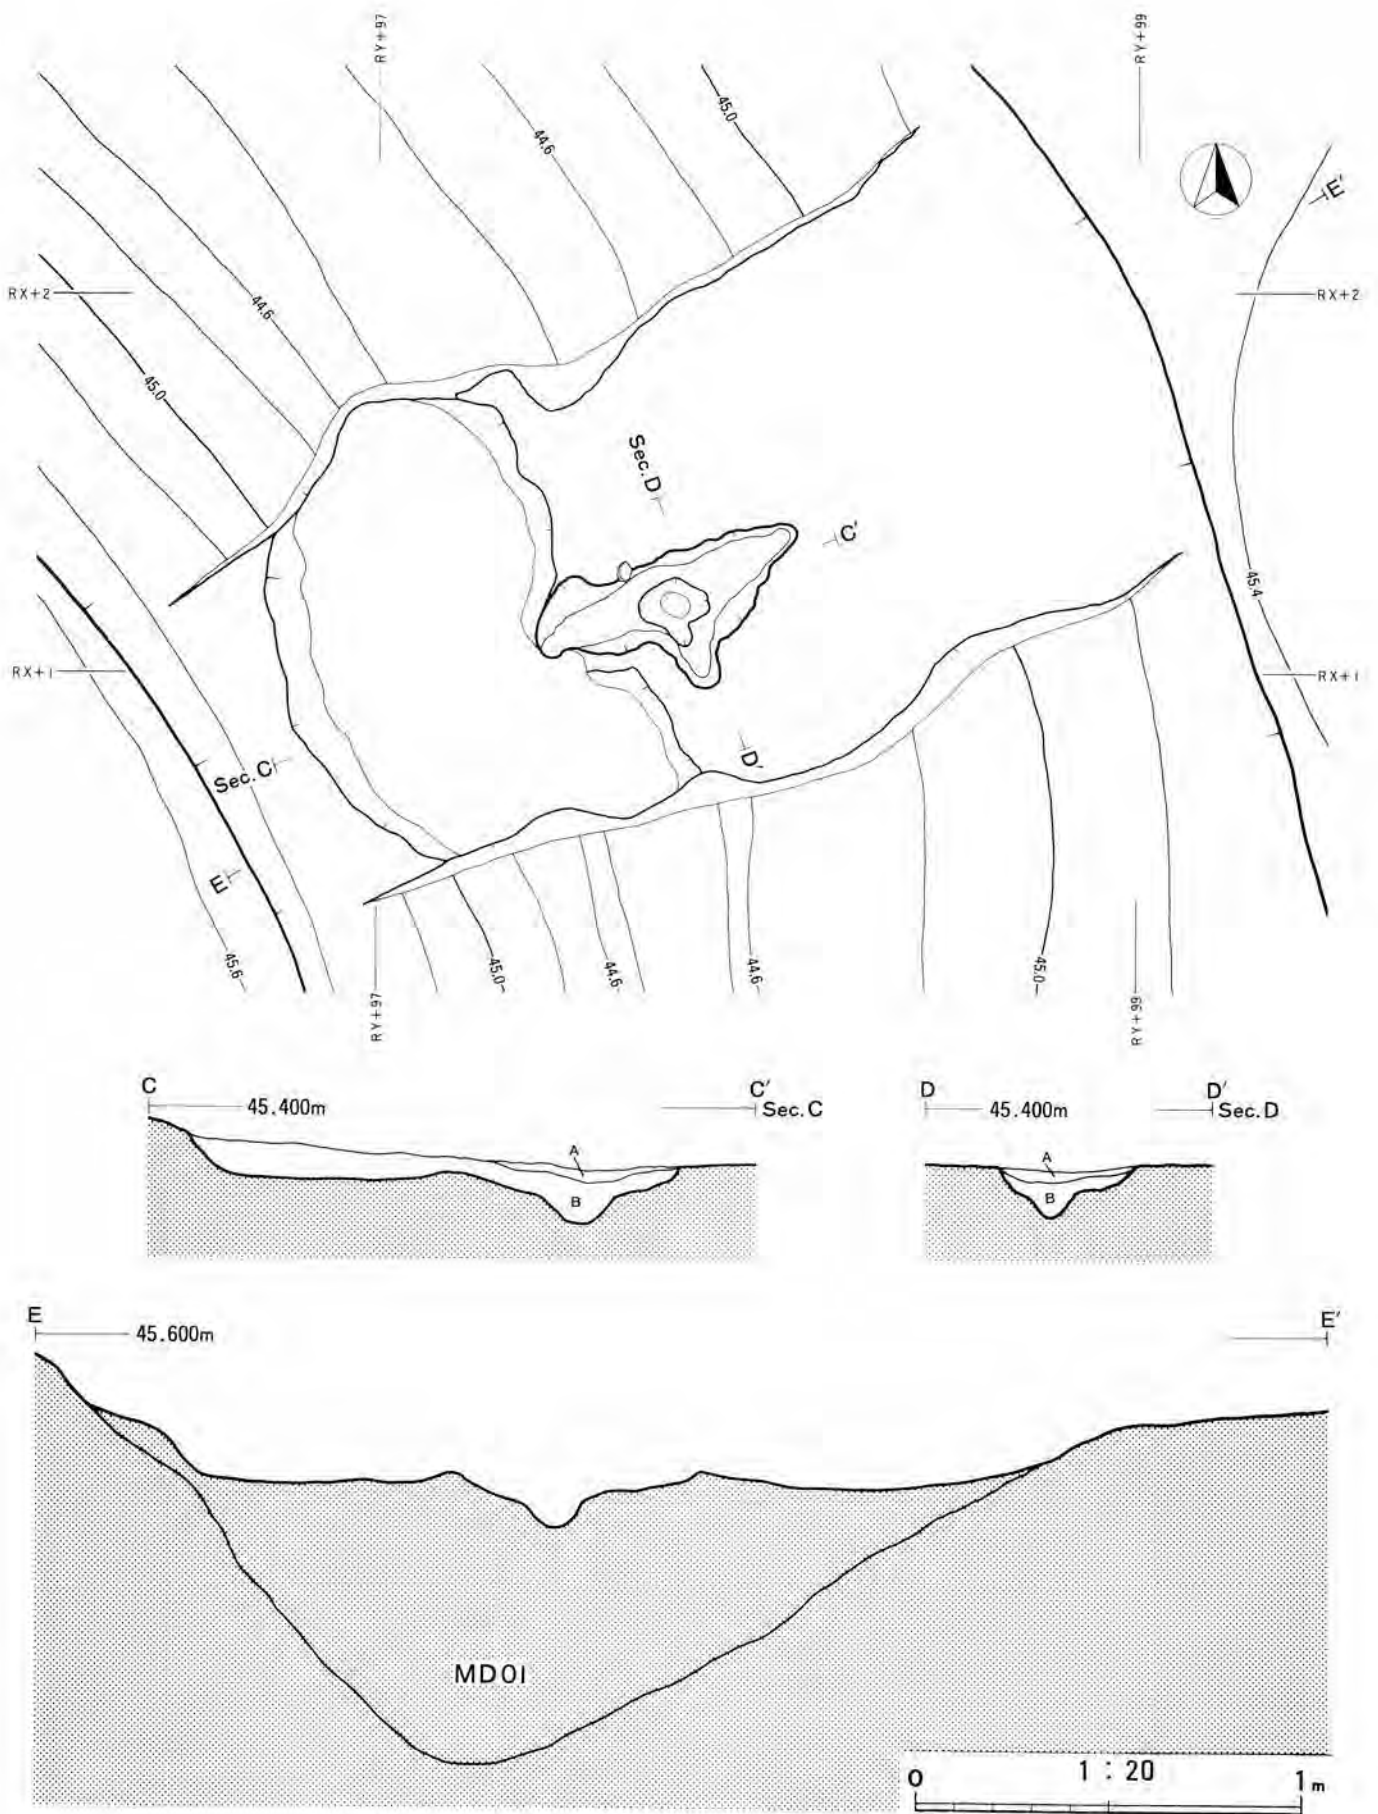 RY+97
RY+99
45.0
44.6
E'
RX+2
RX+2
44.6
45.0
Sec.D
C'
45.4
RX+1
RX+1
D'
Sec.C
E
45.6
45.0
44.6
44.6
45.0
RY+97
RY+99
C
C'
D
D'
45.400m
Sec.C
45.400m
Sec.D
A
A
B
B
E
E'
45.600m
MD01
1 : 20
0
1 m